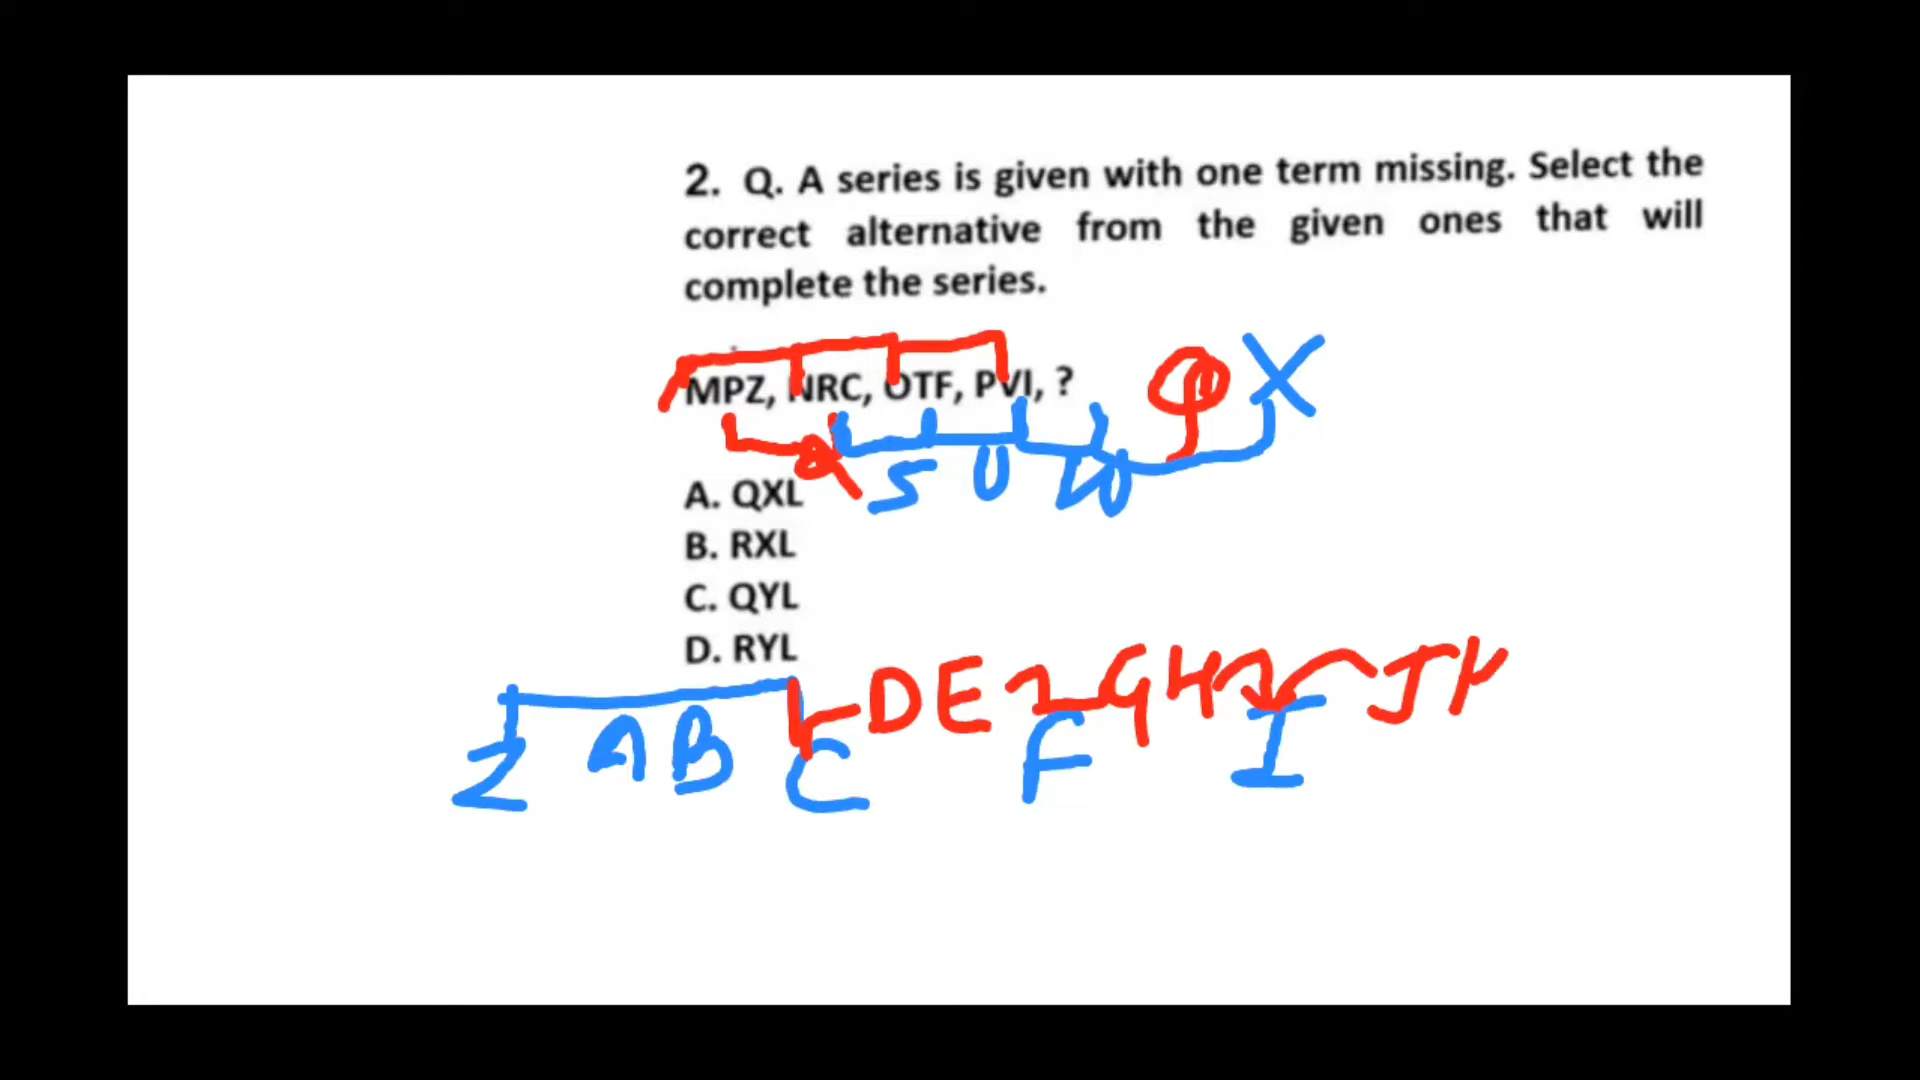 2. Q. A series is given with one term missing. Select the
correct alternative from the given ones that will
complete the series.
MPZ, NRC, OTF, PVI, ? Q X
S U W
A. QXL
B. RXL
C. QYL
D. RYL
D E G H J K
Z A B C F I